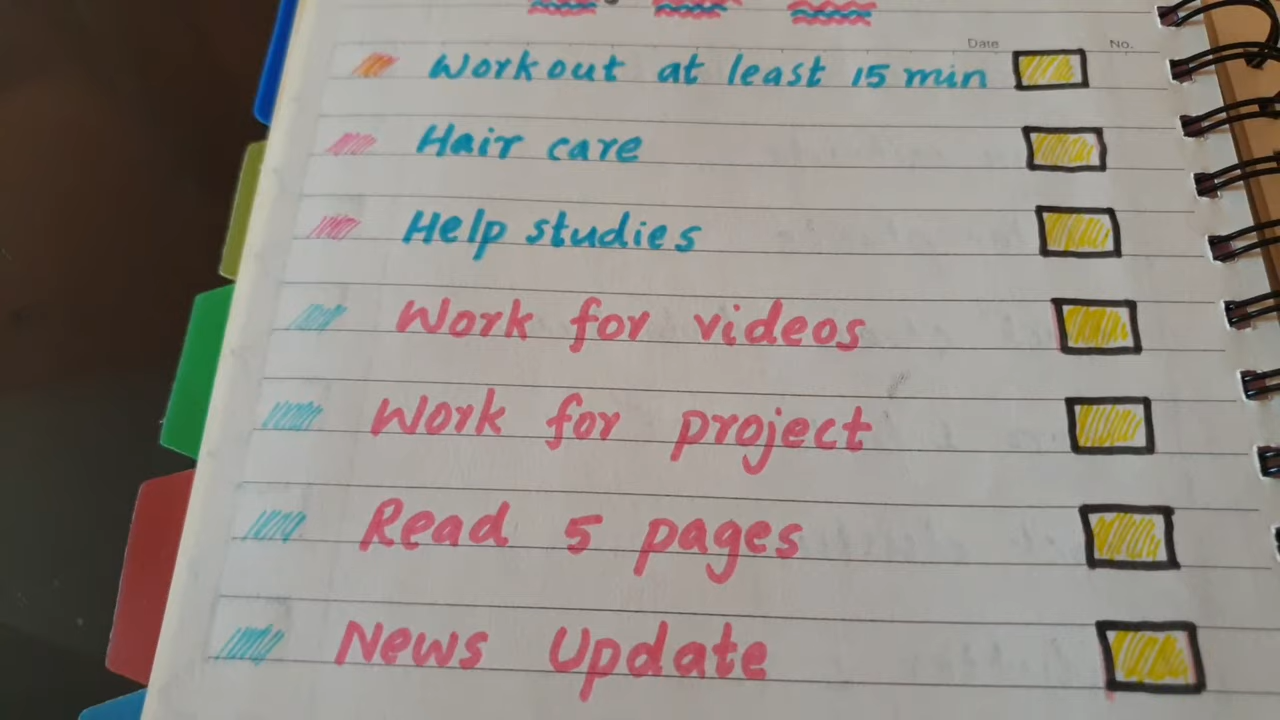 Date No.
Workout at least 15 min
Hair care
Help studies
Work for videos
Work for project
Read 5 pages
News Update